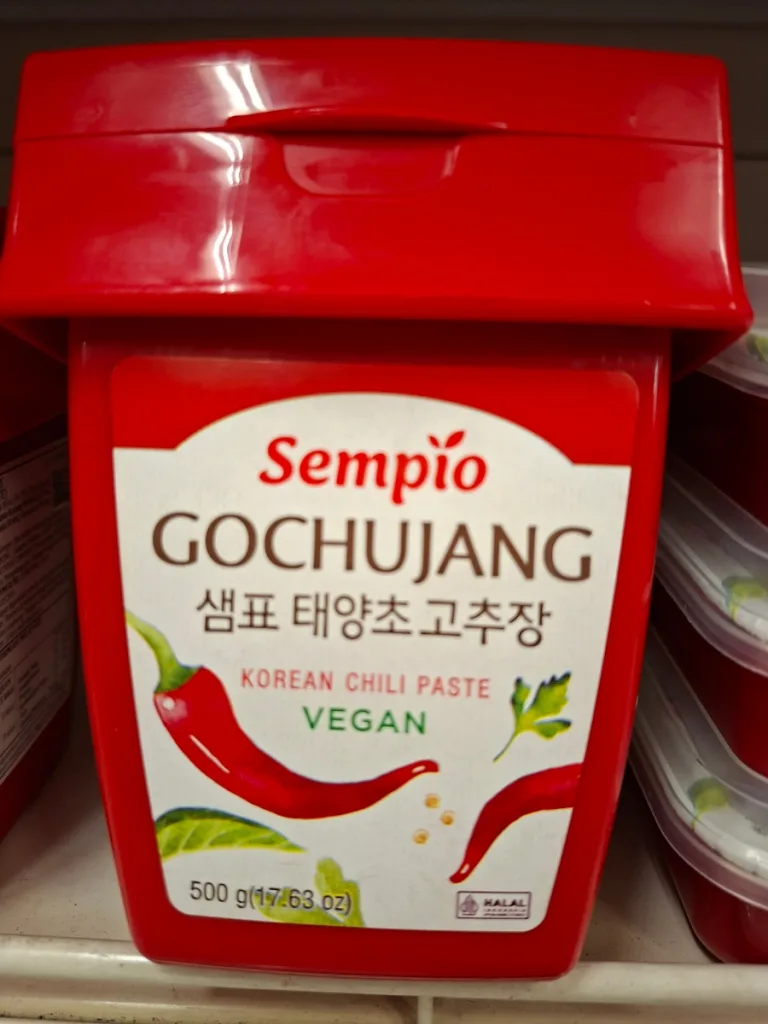 Sempio
GOCHUJANG
샘표 태양초 고추장
KOREAN CHILI PASTE
VEGAN
500 g(17.63 oz)
HALAL